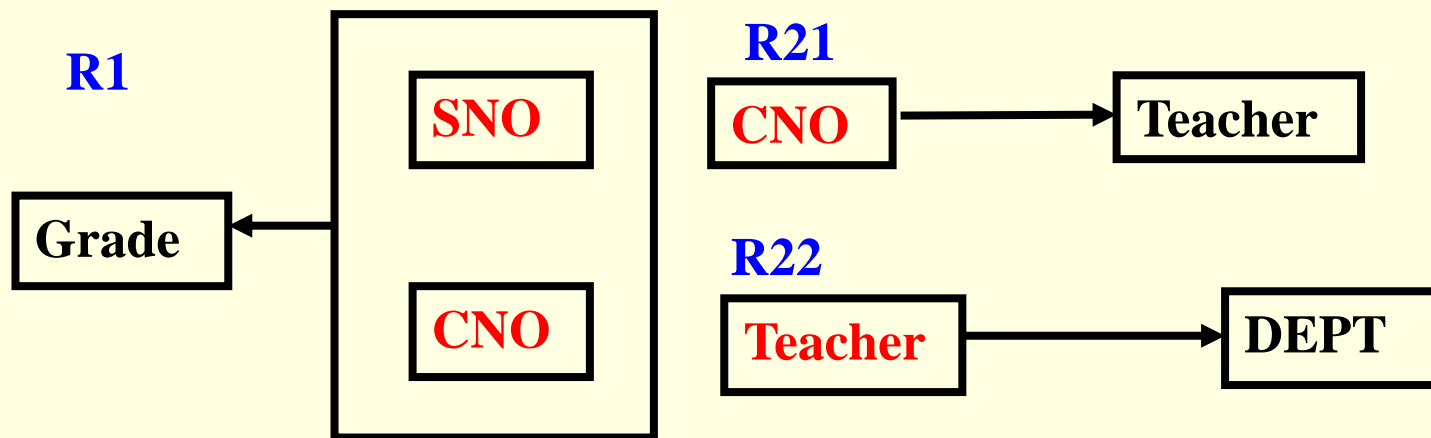 R1
SNO
Grade
CNO
R21
CNO
Teacher
R22
Teacher
DEPT